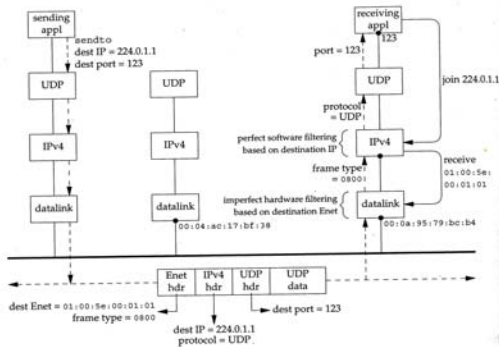 sending
appl
sendto
dest IP = 224.0.1.1
dest port = 123
UDP
IPv4
datalink
UDP
IPv4
datalink
00:04:ac:17:bf:38
receiving
appl
123
port = 123
join 224.0.1.1
UDP
protocol
= UDP
perfect software filtering
based on destination IP
IPv4
frame type
= 0800
receive
01:00:5e:
00:01:01
imperfect hardware filtering
based on destination Enet
datalink
00:0a:95:79:bc:b4
Enet
hdr
IPv4
hdr
UDP
hdr
UDP
data
dest Enet = 01:00:5e:00:01:01
frame type = 0800
dest port = 123
dest IP = 224.0.1.1
protocol = UDP